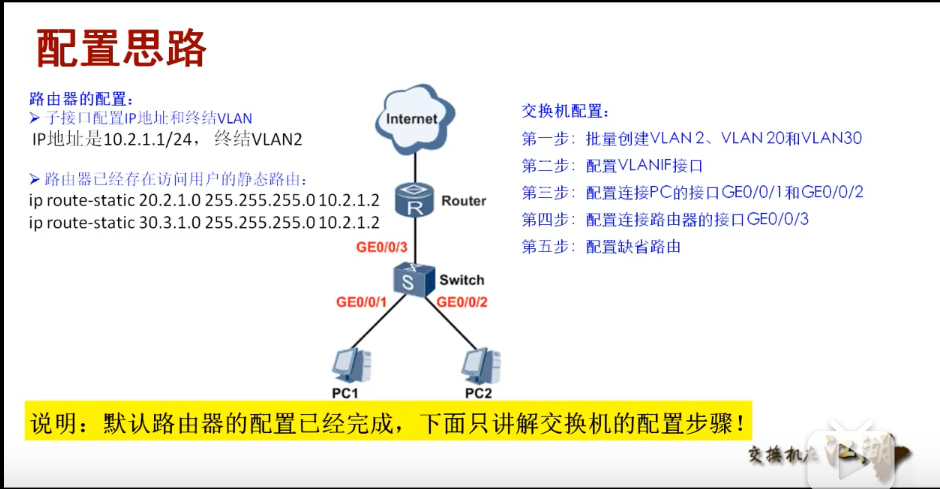 配置思路
路由器的配置：
➢ 子接口配置IP地址和终结VLAN
IP地址是10.2.1.1/24，终结VLAN2
➢ 路由器已经存在访问用户的静态路由：
ip route-static 20.2.1.0 255.255.255.0 10.2.1.2
ip route-static 30.3.1.0 255.255.255.0 10.2.1.2
Internet
R
Router
GE0/0/3
S
Switch
GE0/0/1
GE0/0/2
PC1
PC2
交换机配置：
第一步：批量创建VLAN 2、VLAN 20和VLAN30
第二步：配置VLANIF接口
第三步：配置连接PC的接口GE0/0/1和GE0/0/2
第四步：配置连接路由器的接口GE0/0/3
第五步：配置缺省路由
说明：默认路由器的配置已经完成，下面只讲解交换机的配置步骤！
交换机在江湖